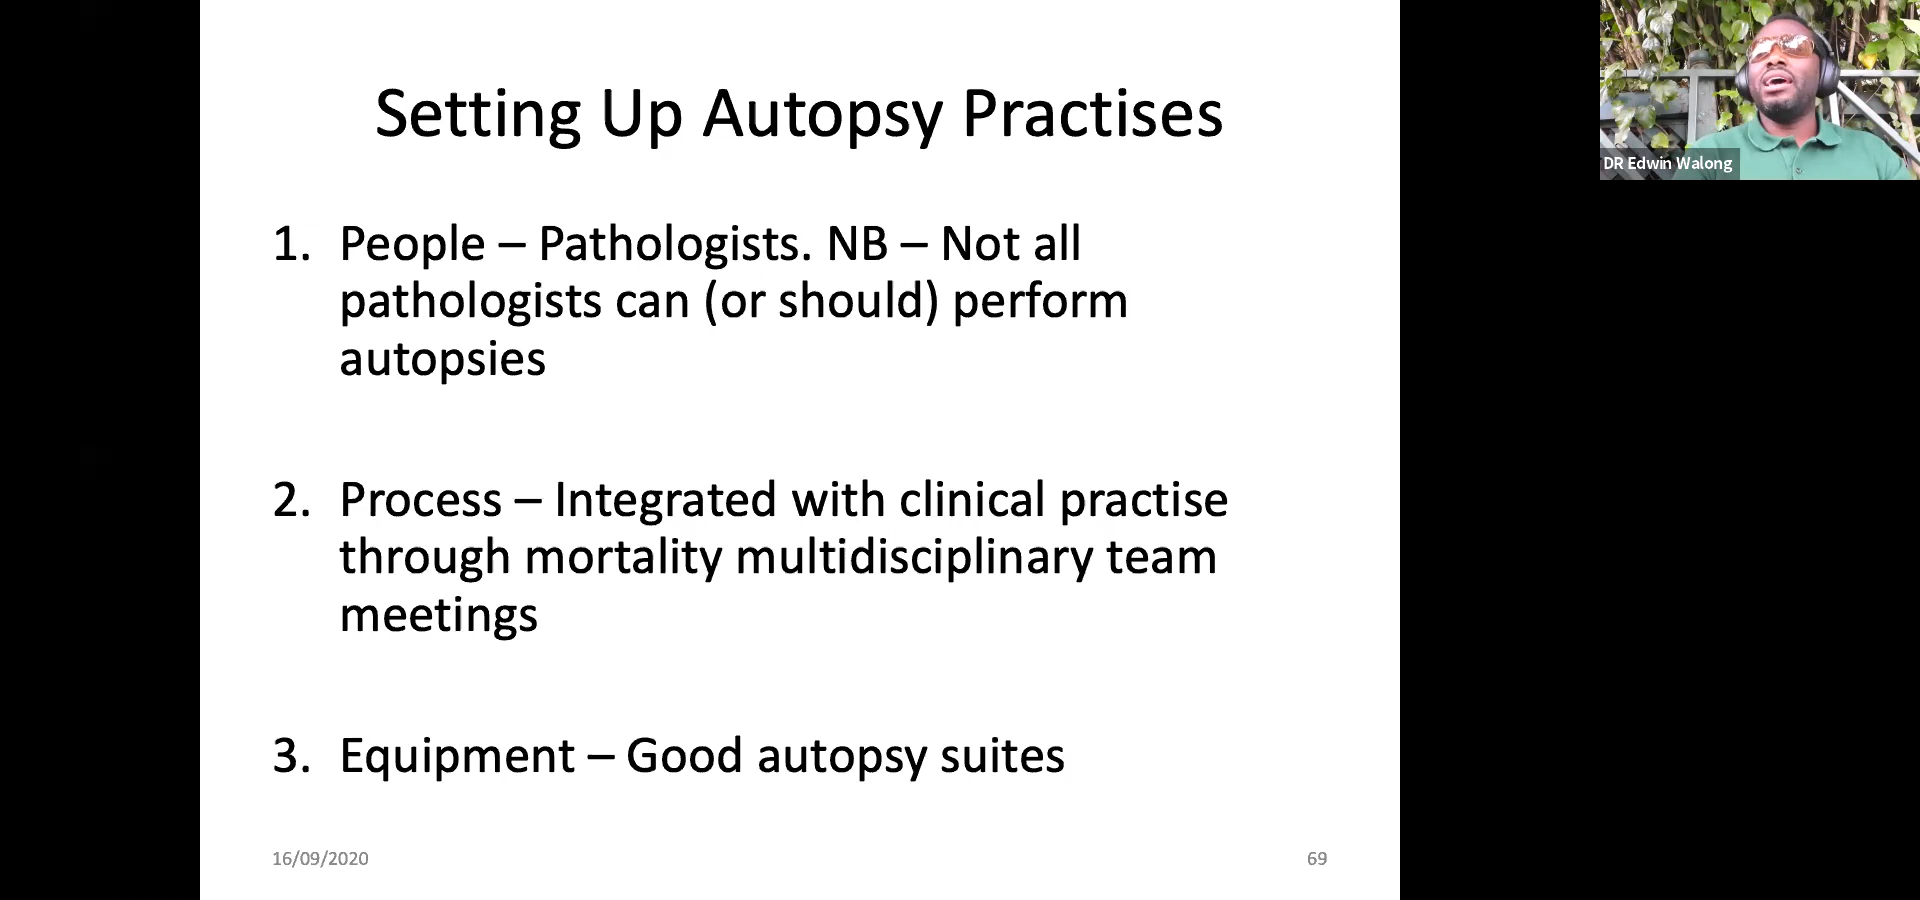 Setting Up Autopsy Practises
DR Edwin Walong
1. People – Pathologists. NB – Not all
pathologists can (or should) perform
autopsies
2. Process – Integrated with clinical practise
through mortality multidisciplinary team
meetings
3. Equipment – Good autopsy suites
16/09/2020
69